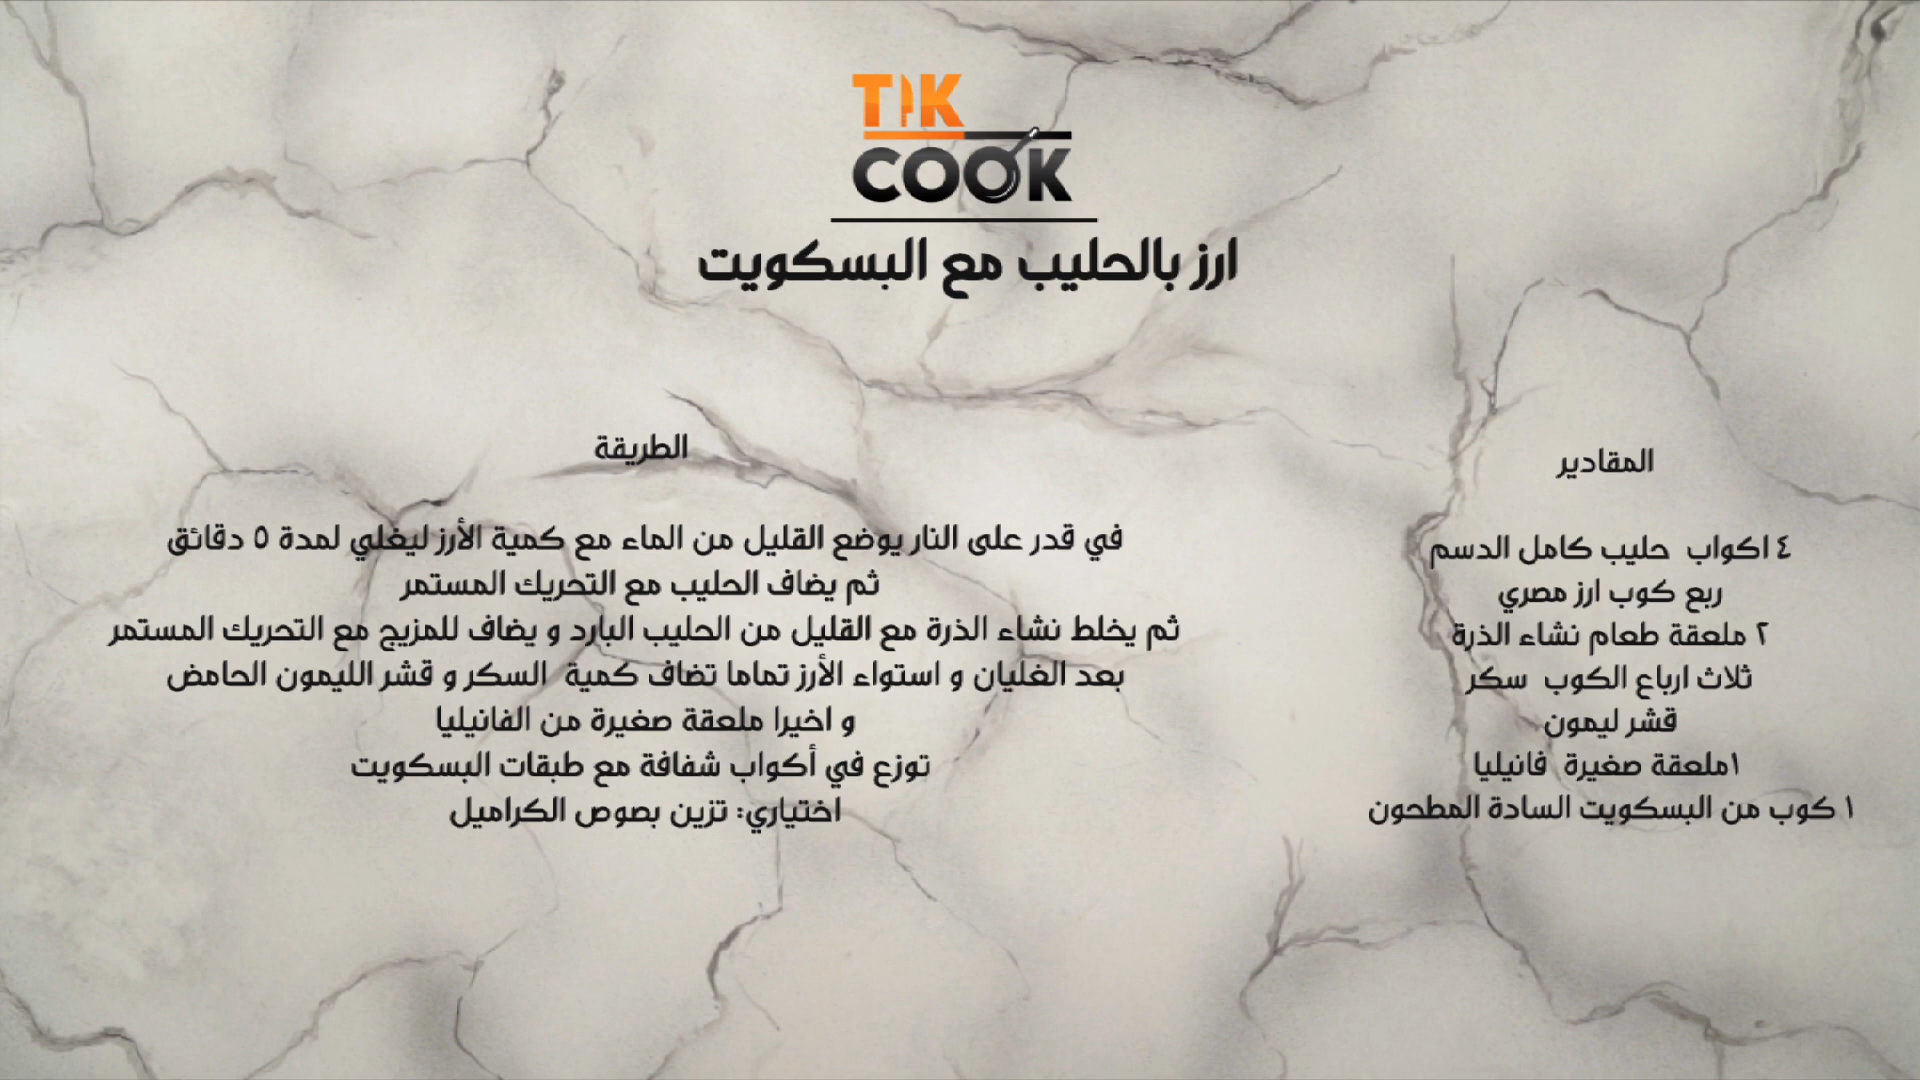 TIK
COOK
ارز بالحليب مع البسكويت
المقادير
٤ اكواب حليب كامل الدسم
ربع كوب ارز مصري
٢ ملعقة طعام نشاء الذرة
ثلاث ارباع الكوب سكر
قشر ليمون
١ملعقة صغيرة فانيليا
١ كوب من البسكويت السادة المطحون
الطريقة
في قدر على النار يوضع القليل من الماء مع كمية الأرز ليغلي لمدة ٥ دقائق
ثم يضاف الحليب مع التحريك المستمر
ثم يخلط نشاء الذرة مع القليل من الحليب البارد و يضاف للمزيج مع التحريك المستمر
بعد الغليان و استواء الأرز تماما تضاف كمية السكر و قشر الليمون الحامض
و اخيرا ملعقة صغيرة من الفانيليا
توزع في أكواب شفافة مع طبقات البسكويت
اختياري: تزين بصوص الكراميل